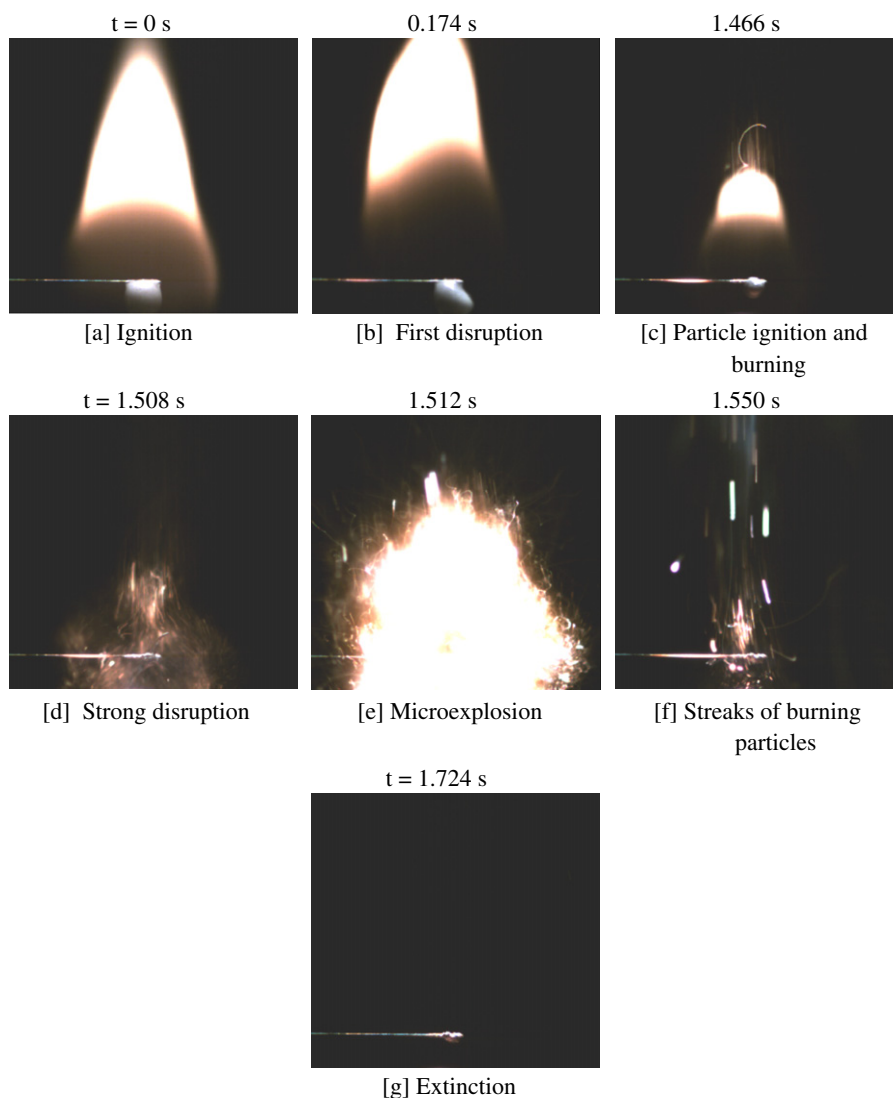 t = 0 s
0.174 s
1.466 s
[a] Ignition
[b] First disruption
[c] Particle ignition and
burning
t = 1.508 s
1.512 s
1.550 s
[d] Strong disruption
[e] Microexplosion
[f] Streaks of burning
particles
t = 1.724 s
[g] Extinction